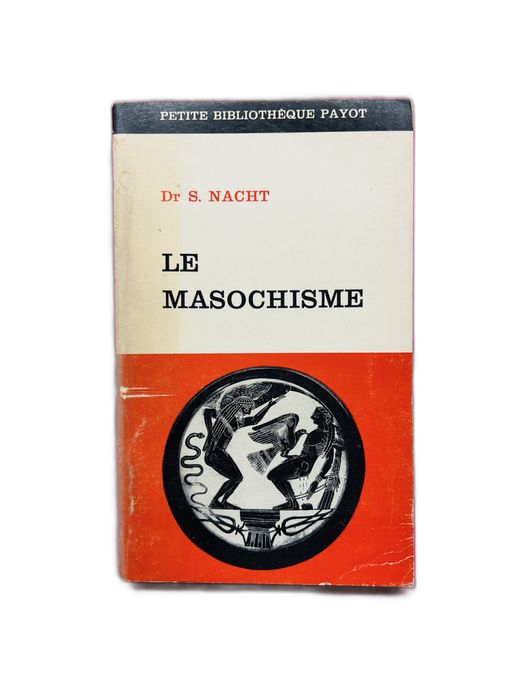 PETITE BIBLIOTHÈQUE PAYOT
Dr S. NACHT
LE
MASOCHISME